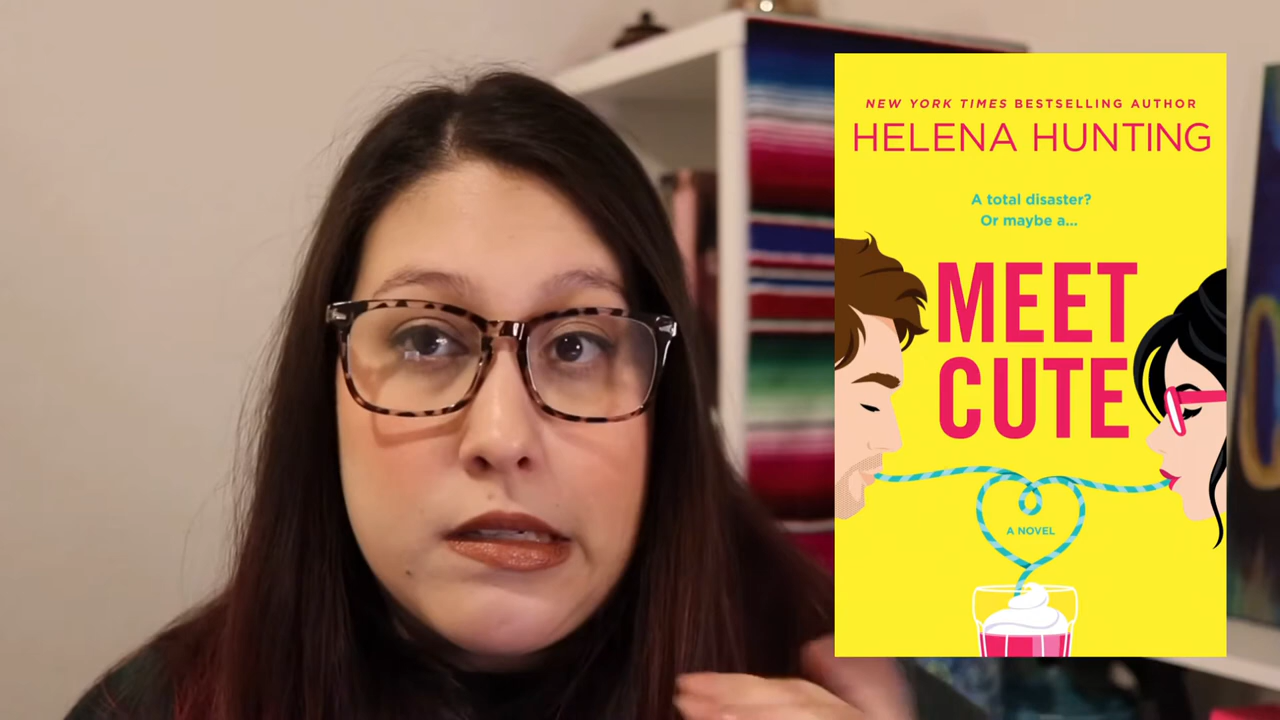 NEW YORK TIMES BESTSELLING AUTHOR
HELENA HUNTING
A total disaster?
Or maybe a...
MEET
CUTE
A NOVEL